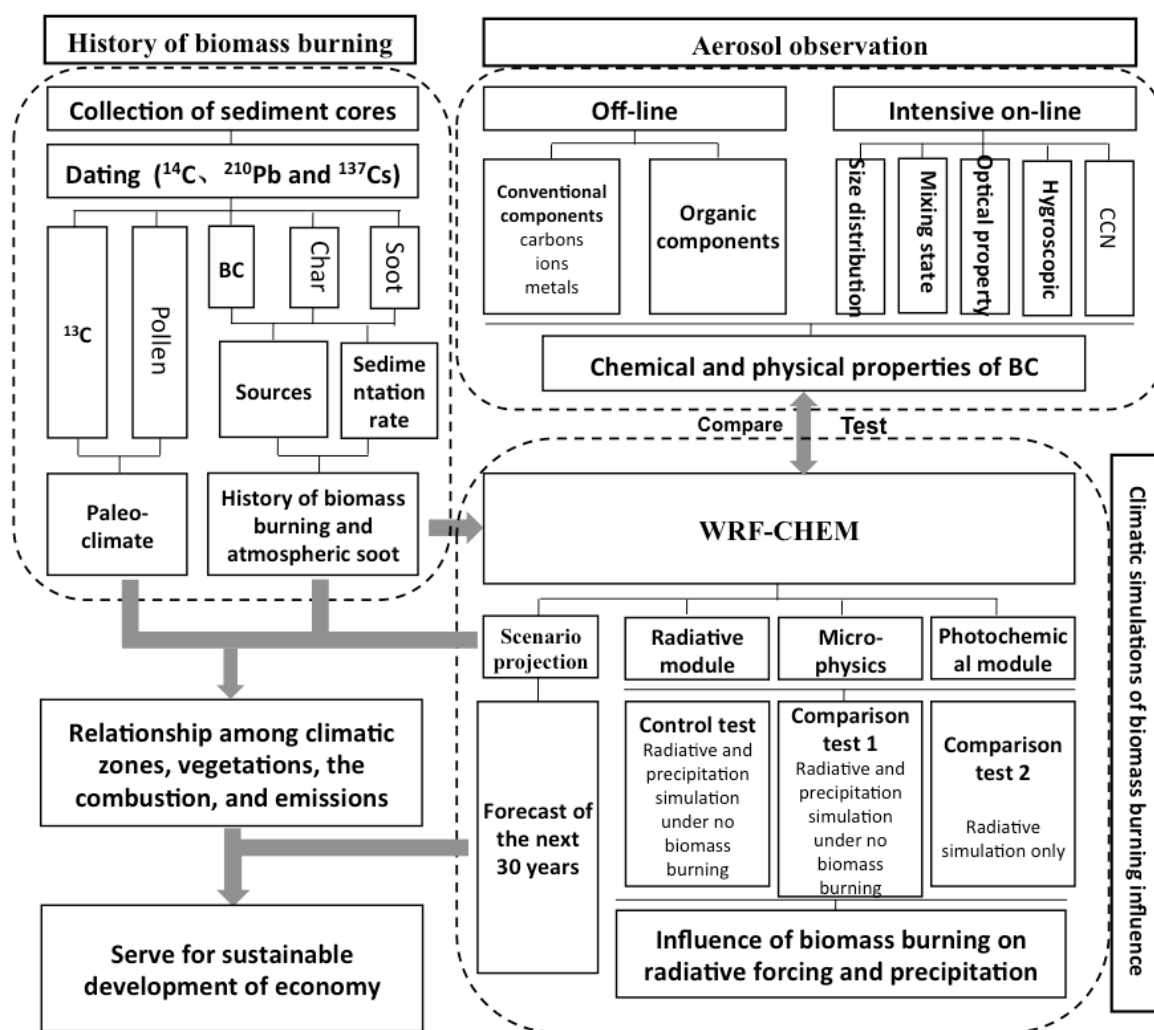 History of biomass burning
Collection of sediment cores
Dating (¹⁴C、²¹⁰Pb and ¹³⁷Cs)
¹³C
Pollen
BC
Char
Soot
Sources
Sedime
ntation
rate
Paleo-
climate
History of biomass
burning and
atmospheric soot
Aerosol observation
Off-line
Intensive on-line
Conventional
components
carbons
ions
metals
Organic
components
Size distribution
Mixing state
Optical property
Hygroscopic
CCN
Chemical and physical properties of BC
Compare
Test
WRF-CHEM
Scenario
projection
Radiative
module
Micro-
physics
Photochemic
al module
Forecast of
the next
30 years
Control test
Radiative and
precipitation
simulation
under no
biomass
burning
Comparison
test 1
Radiative and
precipitation
simulation
under no
biomass
burning
Comparison
test 2
Radiative
simulation only
Influence of biomass burning on
radiative forcing and precipitation
Climatic simulations of biomass burning influence
Relationship among climatic
zones, vegetations, the
combustion, and emissions
Serve for sustainable
development of economy